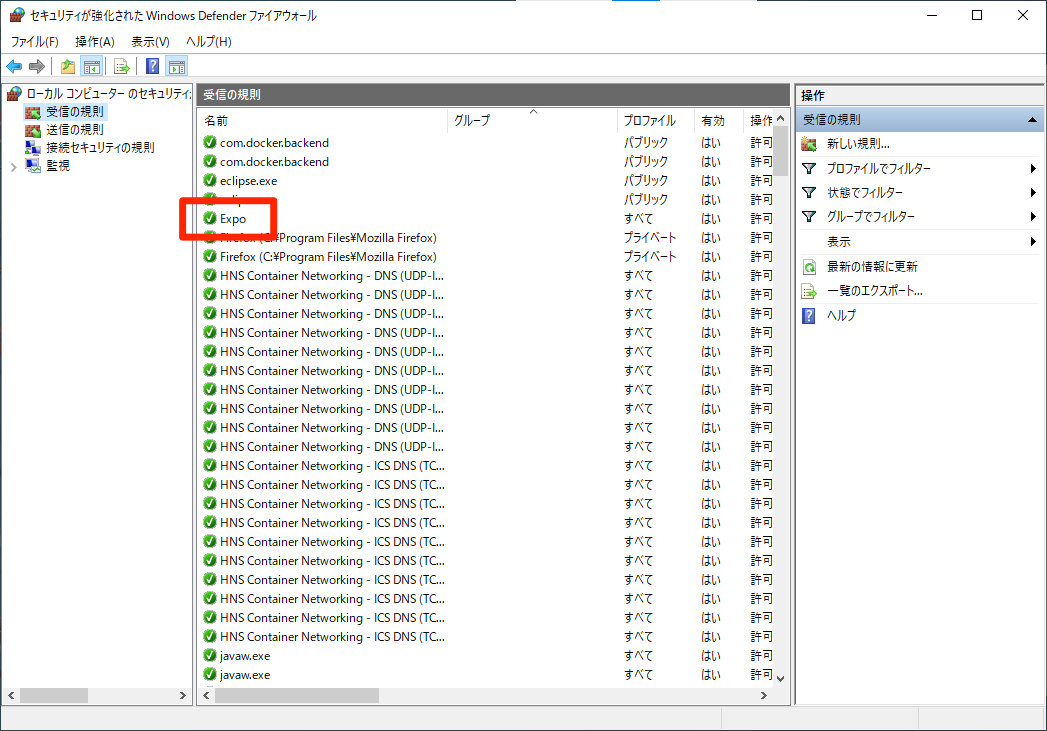 セキュリティが強化された Windows Defender ファイアウォール
ファイル(F) 操作(A) 表示(V) ヘルプ(H)
ローカル コンピューター のセキュリティ
受信の規則
送信の規則
接続セキュリティの規則
監視
受信の規則
名前 グループ プロファイル 有効 操作
com.docker.backend パブリック はい 許可
com.docker.backend パブリック はい 許可
eclipse.exe パブリック はい 許可
パブリック はい 許可
Expo すべて はい 許可
Firefox (C:¥Program Files¥Mozilla Firefox) プライベート はい 許可
Firefox (C:¥Program Files¥Mozilla Firefox) プライベート はい 許可
HNS Container Networking - DNS (UDP-I... すべて はい 許可
HNS Container Networking - DNS (UDP-I... すべて はい 許可
HNS Container Networking - DNS (UDP-I... すべて はい 許可
HNS Container Networking - DNS (UDP-I... すべて はい 許可
HNS Container Networking - DNS (UDP-I... すべて はい 許可
HNS Container Networking - DNS (UDP-I... すべて はい 許可
HNS Container Networking - DNS (UDP-I... すべて はい 許可
HNS Container Networking - DNS (UDP-I... すべて はい 許可
HNS Container Networking - DNS (UDP-I... すべて はい 許可
HNS Container Networking - DNS (UDP-I... すべて はい 許可
HNS Container Networking - ICS DNS (TC... すべて はい 許可
HNS Container Networking - ICS DNS (TC... すべて はい 許可
HNS Container Networking - ICS DNS (TC... すべて はい 許可
HNS Container Networking - ICS DNS (TC... すべて はい 許可
HNS Container Networking - ICS DNS (TC... すべて はい 許可
HNS Container Networking - ICS DNS (TC... すべて はい 許可
HNS Container Networking - ICS DNS (TC... すべて はい 許可
HNS Container Networking - ICS DNS (TC... すべて はい 許可
HNS Container Networking - ICS DNS (TC... すべて はい 許可
HNS Container Networking - ICS DNS (TC... すべて はい 許可
javaw.exe すべて はい 許可
javaw.exe すべて はい 許可
操作
受信の規則
新しい規則...
プロファイルでフィルター
状態でフィルター
グループでフィルター
表示
最新の情報に更新
一覧のエクスポート...
ヘルプ